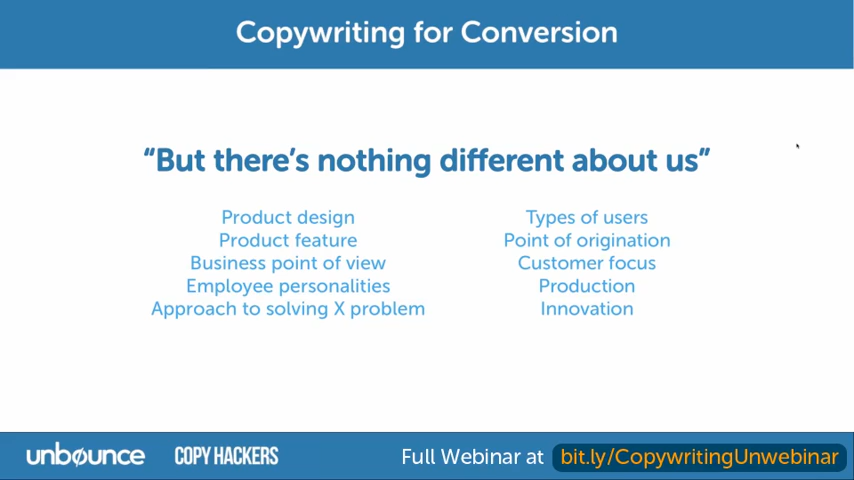 Copywriting for Conversion
“But there’s nothing different about us”
Product design
Product feature
Business point of view
Employee personalities
Approach to solving X problem
Types of users
Point of origination
Customer focus
Production
Innovation
unbounce
COPY HACKERS
Full Webinar at bit.ly/CopywritingUnwebinar